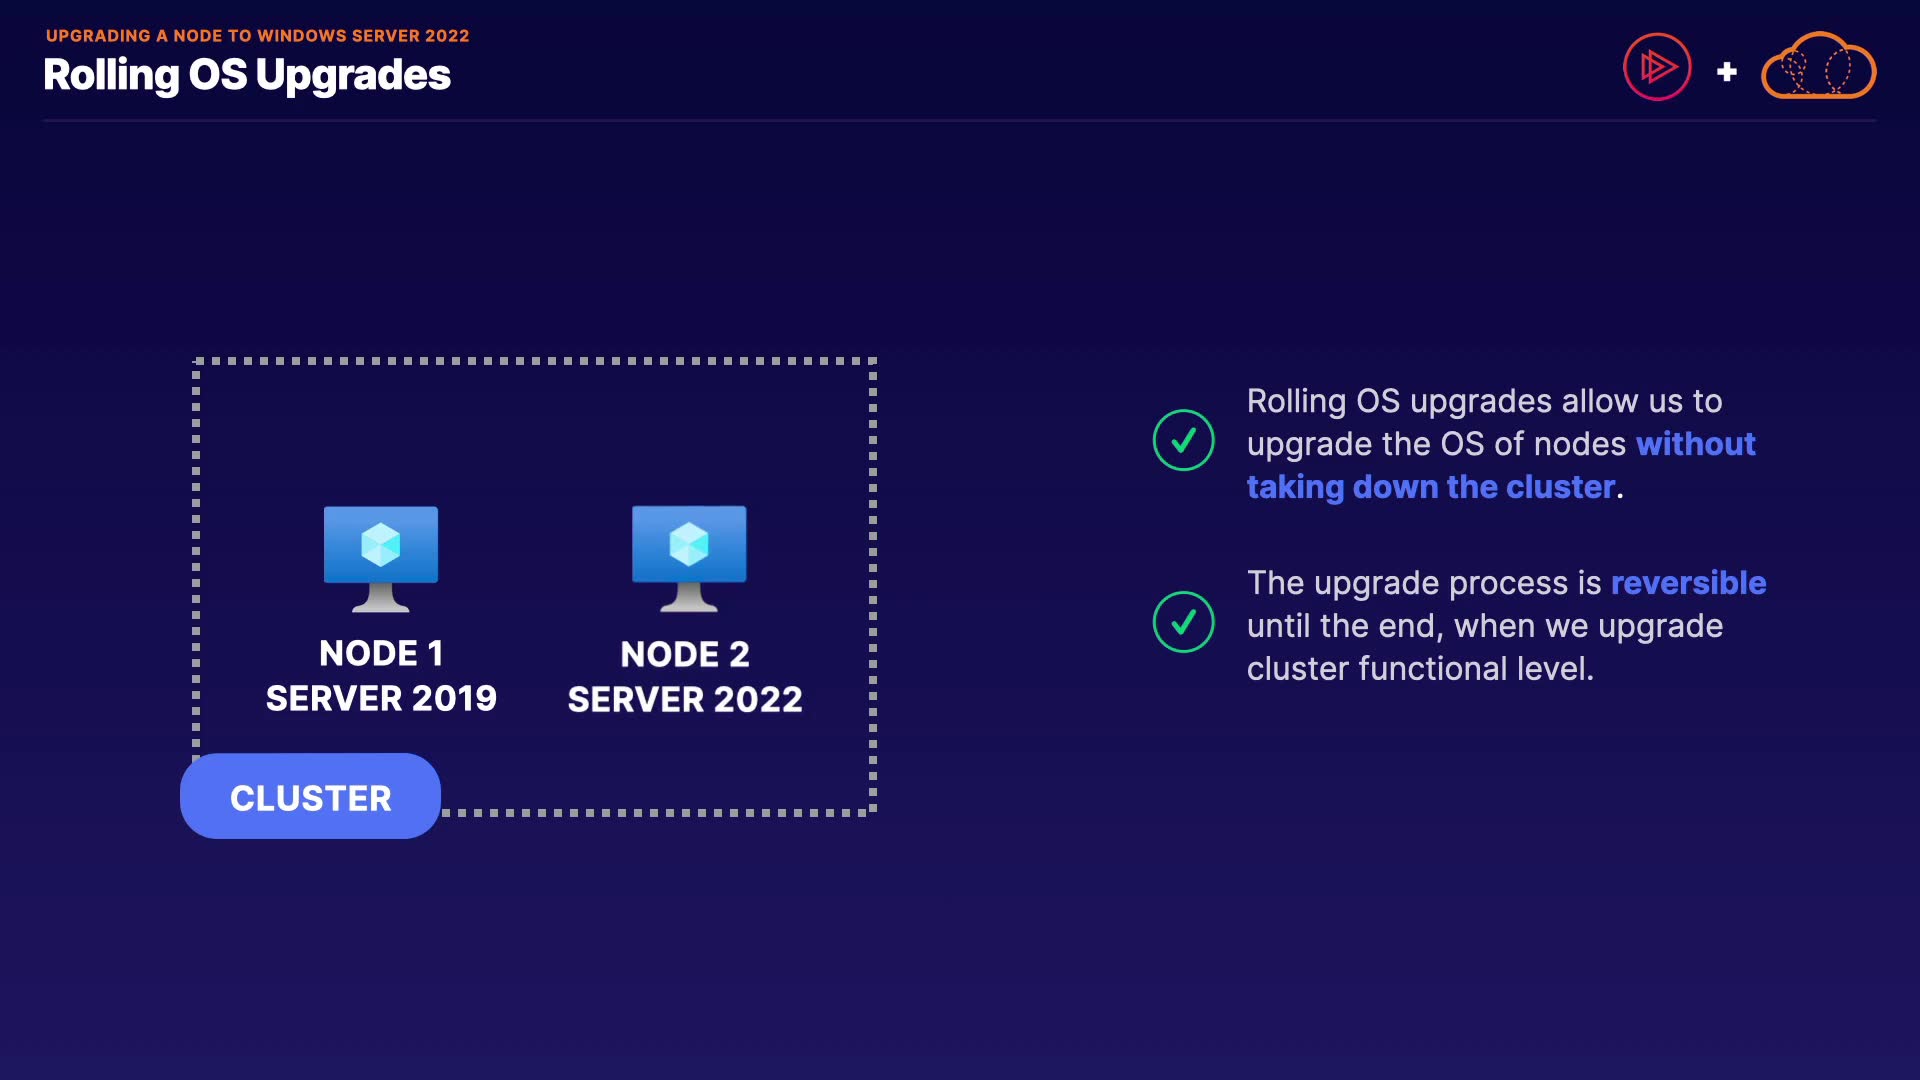 UPGRADING A NODE TO WINDOWS SERVER 2022
Rolling OS Upgrades
NODE 1
SERVER 2019
NODE 2
SERVER 2022
CLUSTER
Rolling OS upgrades allow us to
upgrade the OS of nodes without
taking down the cluster.
The upgrade process is reversible
until the end, when we upgrade
cluster functional level.